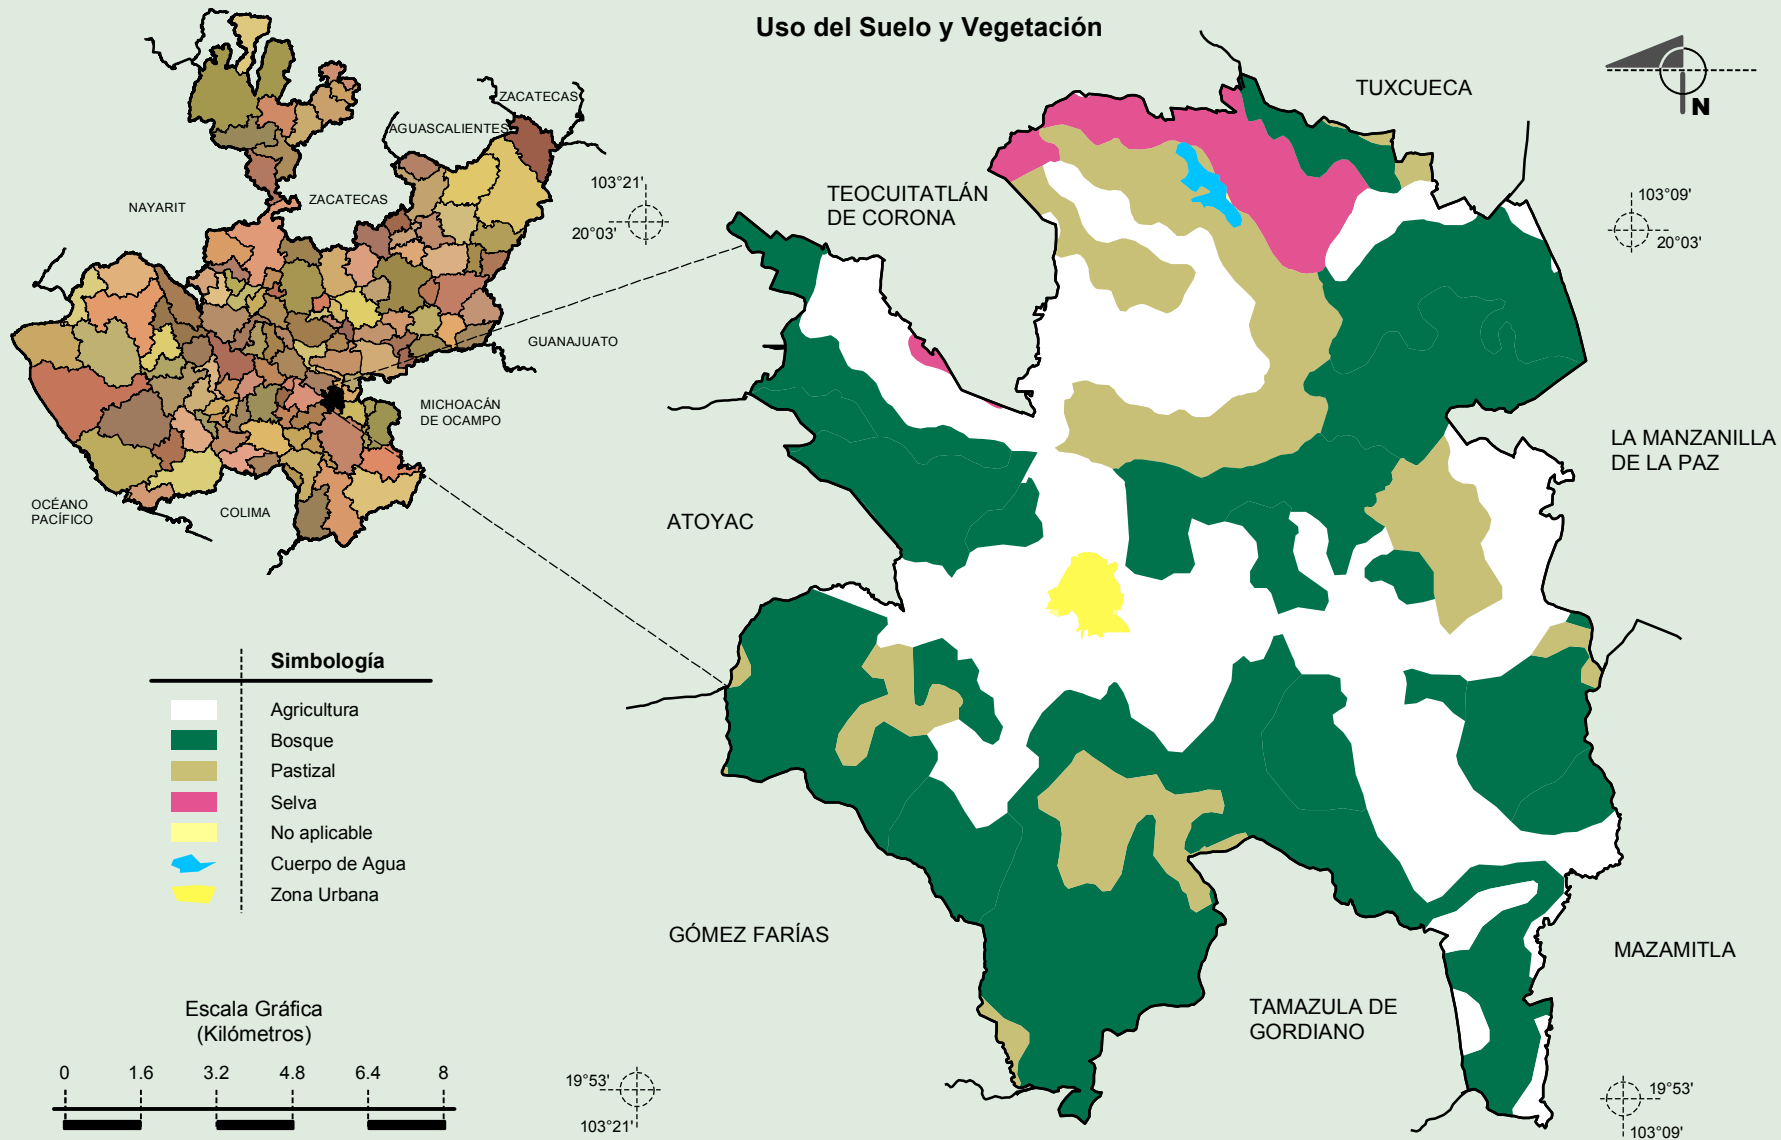 Uso del Suelo y Vegetación
N
ZACATECAS
AGUASCALIENTES
NAYARIT
ZACATECAS
GUANAJUATO
MICHOACÁN
DE OCAMPO
OCÉANO
PACÍFICO
COLIMA
103°21'
20°03'
TUXCUECA
103°09'
20°03'
TEOCUITATLÁN
DE CORONA
LA MANZANILLA
DE LA PAZ
ATOYAC
GÓMEZ FARÍAS
TAMAZULA DE
GORDIANO
MAZAMITLA
Simbología
Agricultura
Bosque
Pastizal
Selva
No aplicable
Cuerpo de Agua
Zona Urbana
Escala Gráfica
(Kilómetros)
0 1.6 3.2 4.8 6.4 8
19°53'
103°21'
19°53'
103°09'